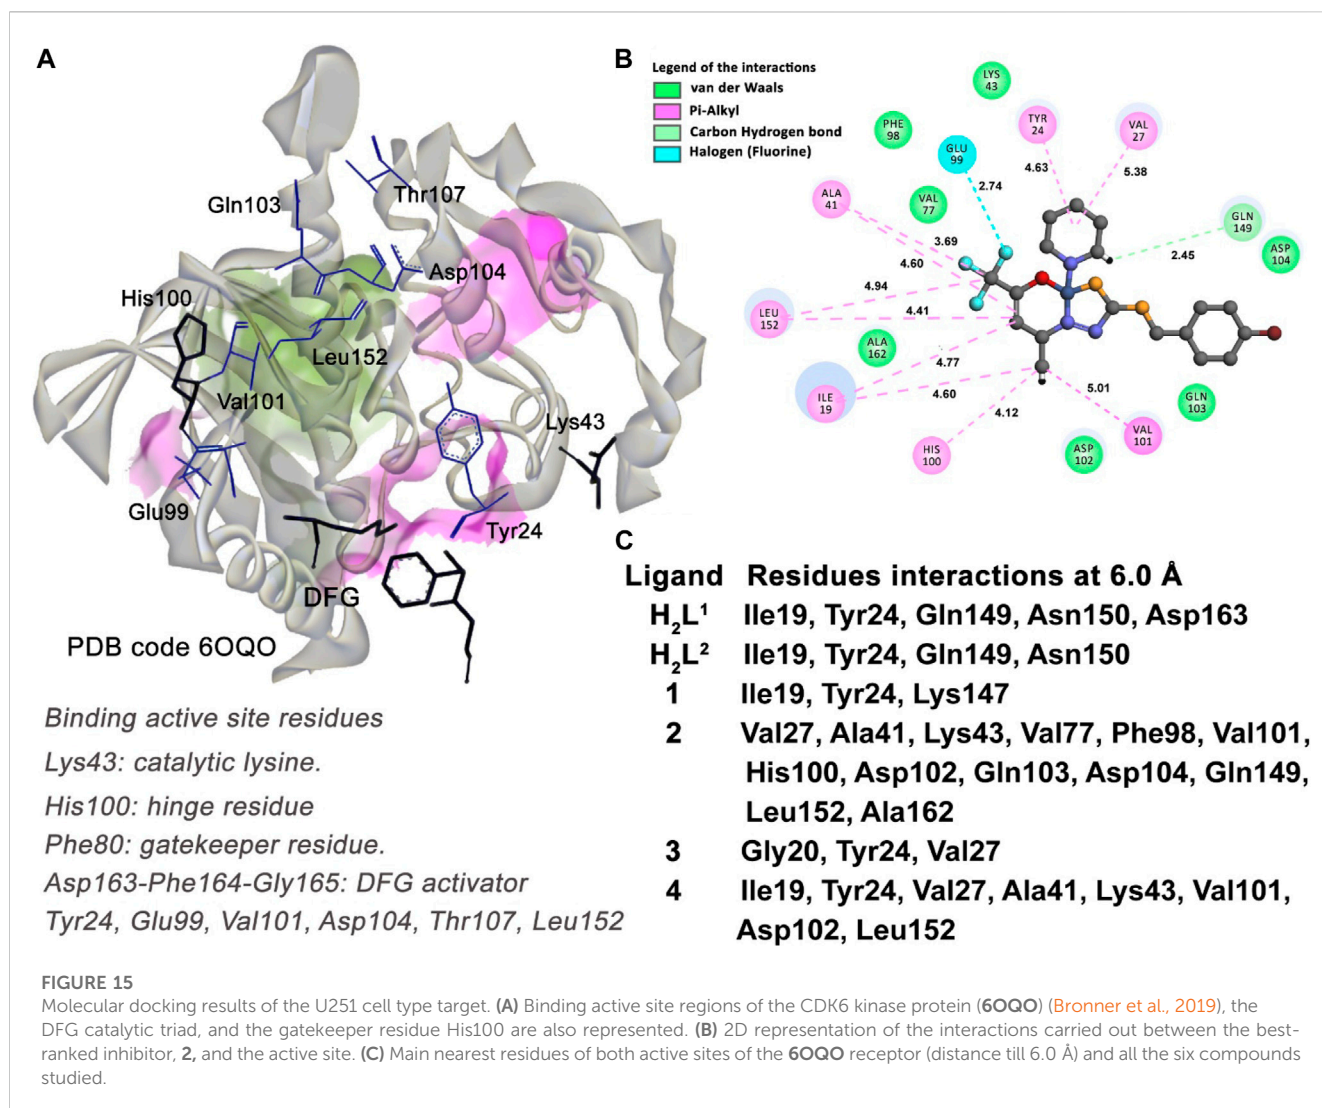 A
Gln103
Thr107
Asp104
His100
Leu152
Val101
Lys43
Glu99
Tyr24
DFG
PDB code 6OQO
Binding active site residues
Lys43: catalytic lysine.
His100: hinge residue
Phe80: gatekeeper residue.
Asp163-Phe164-Gly165: DFG activator
Tyr24, Glu99, Val101, Asp104, Thr107, Leu152
B
Legend of the interactions
van der Waals
Pi-Alkyl
Carbon Hydrogen bond
Halogen (Fluorine)
LYS
43
PHE
98
GLU
99
TYR
24
VAL
27
ALA
41
VAL
77
GLN
149
ASP
104
LEU
152
ALA
162
ILE
19
HIS
100
ASP
102
VAL
101
GLN
103
2.74
4.63
5.38
3.69
4.60
2.45
4.94
4.41
4.77
4.60
4.12
5.01
C
Ligand Residues interactions at 6.0 Å
H₂L¹ Ile19, Tyr24, Gln149, Asn150, Asp163
H₂L² Ile19, Tyr24, Gln149, Asn150
1 Ile19, Tyr24, Lys147
2 Val27, Ala41, Lys43, Val77, Phe98, Val101,
His100, Asp102, Gln103, Asp104, Gln149,
Leu152, Ala162
3 Gly20, Tyr24, Val27
4 Ile19, Tyr24, Val27, Ala41, Lys43, Val101,
Asp102, Leu152
FIGURE 15
Molecular docking results of the U251 cell type target. (A) Binding active site regions of the CDK6 kinase protein (6OQO) (Bronner et al., 2019), the
DFG catalytic triad, and the gatekeeper residue His100 are also represented. (B) 2D representation of the interactions carried out between the best-
ranked inhibitor, 2, and the active site. (C) Main nearest residues of both active sites of the 6OQO receptor (distance till 6.0 Å) and all the six compounds
studied.